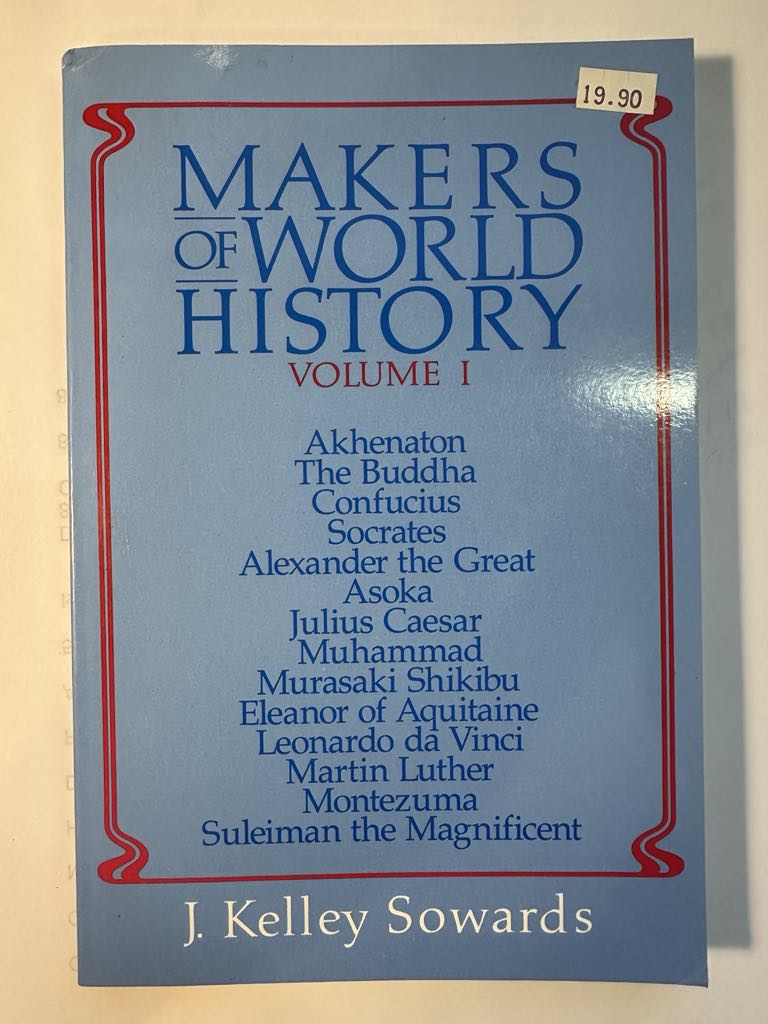 19.90
MAKERS
OF WORLD
HISTORY
VOLUME I
Akhenaton
The Buddha
Confucius
Socrates
Alexander the Great
Asoka
Julius Caesar
Muhammad
Murasaki Shikibu
Eleanor of Aquitaine
Leonardo da Vinci
Martin Luther
Montezuma
Suleiman the Magnificent
J. Kelley Sowards